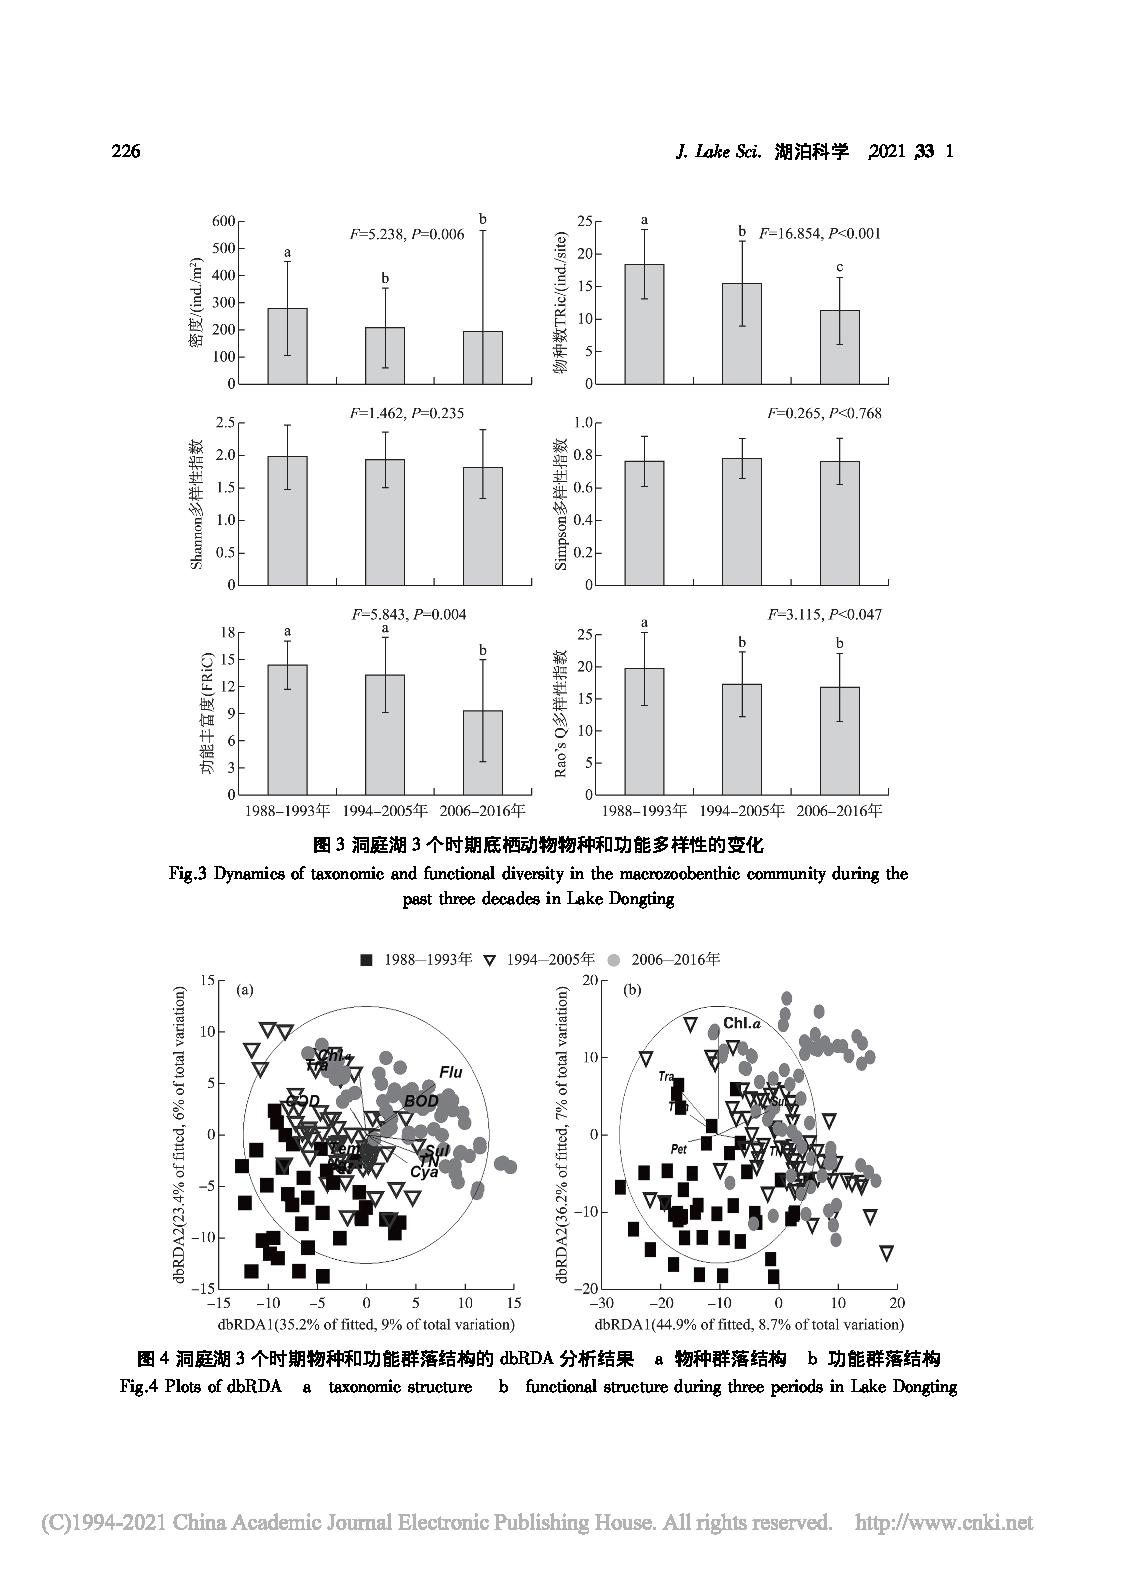 226
J. Lake Sci. 湖泊科学 ,2021,33 1
600
500
400
300
200
100
0
密度/(ind./m²)
F=5.238, P=0.006
a
b
b
25
20
15
10
5
0
物种数TRic/(ind./site)
F=16.854, P<0.001
a
b
c
2.5
2.0
1.5
1.0
0.5
0
Shannon多样性指数
F=1.462, P=0.235
1.0
0.8
0.6
0.4
0.2
0
Simpson多样性指数
F=0.265, P<0.768
18
15
12
9
6
3
0
功能丰富度(FRiC)
F=5.843, P=0.004
a
a
b
1988–1993年 1994–2005年 2006–2016年
25
20
15
10
5
0
Rao's Q多样性指数
F=3.115, P<0.047
a
b
b
1988–1993年 1994–2005年 2006–2016年
图 3 洞庭湖 3 个时期底栖动物物种和功能多样性的变化
Fig.3 Dynamics of taxonomic and functional diversity in the macrozoobenthic community during the
past three decades in Lake Dongting
1988—1993年 1994—2005年 2006—2016年
15
10
5
0
−5
−10
−15
dbRDA2(23.4% of fitted, 6% of total variation)
(a)
Chl.a
Tra
Flu
COD
BOD
Tem
Sul
TN
Cya
−15 −10 −5 0 5 10 15
dbRDA1(35.2% of fitted, 9% of total variation)
20
10
0
−10
−20
dbRDA2(36.2% of fitted, 7% of total variation)
(b)
Chl.a
Tra
Sul
Pet
TN
−30 −20 −10 0 10 20
dbRDA1(44.9% of fitted, 8.7% of total variation)
图 4 洞庭湖 3 个时期物种和功能群落结构的 dbRDA 分析结果 a 物种群落结构 b 功能群落结构
Fig.4 Plots of dbRDA a taxonomic structure b functional structure during three periods in Lake Dongting
(C)1994-2021 China Academic Journal Electronic Publishing House. All rights reserved. http://www.cnki.net